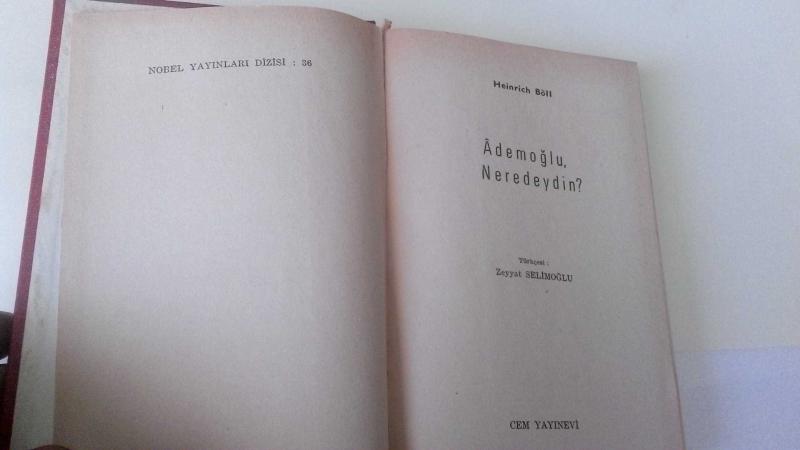 NOBEL YAYINLARI DİZİSİ : 36
Heinrich Böll
Âdemoğlu,
Neredeydin?
Türkçesi :
Zeyyat SELİMOĞLU
CEM YAYINEVİ